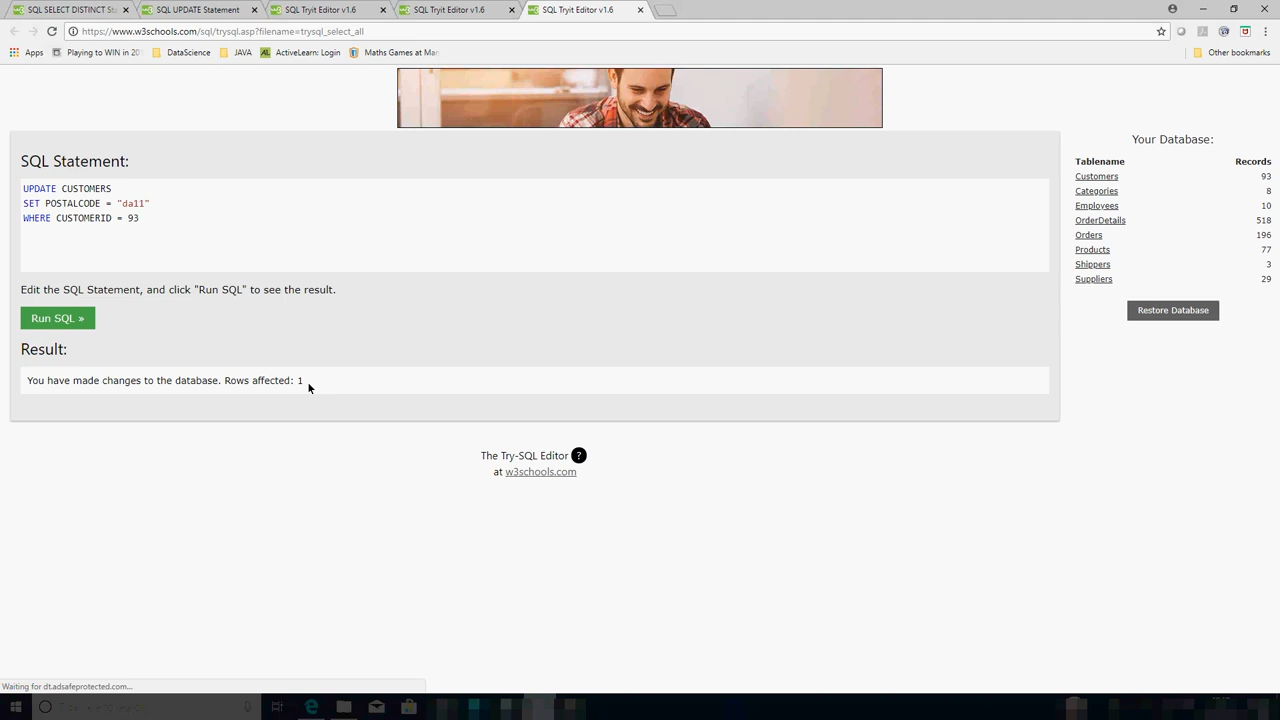 SQL SELECT DISTINCT St
SQL UPDATE Statement
SQL Tryit Editor v1.6
SQL Tryit Editor v1.6
SQL Tryit Editor v1.6
https://www.w3schools.com/sql/trysql.asp?filename=trysql_select_all
Apps
Playing to WIN in 20
DataScience
JAVA
ActiveLearn: Login
Maths Games at Man
Other bookmarks
SQL Statement:
UPDATE CUSTOMERS
SET POSTALCODE = "da11"
WHERE CUSTOMERID = 93
Edit the SQL Statement, and click "Run SQL" to see the result.
Run SQL »
Result:
You have made changes to the database. Rows affected: 1
The Try-SQL Editor ?
at w3schools.com
Your Database:
Tablename Records
Customers 93
Categories 8
Employees 10
OrderDetails 518
Orders 196
Products 77
Shippers 3
Suppliers 29
Restore Database
Waiting for dt.adsafeprotected.com...